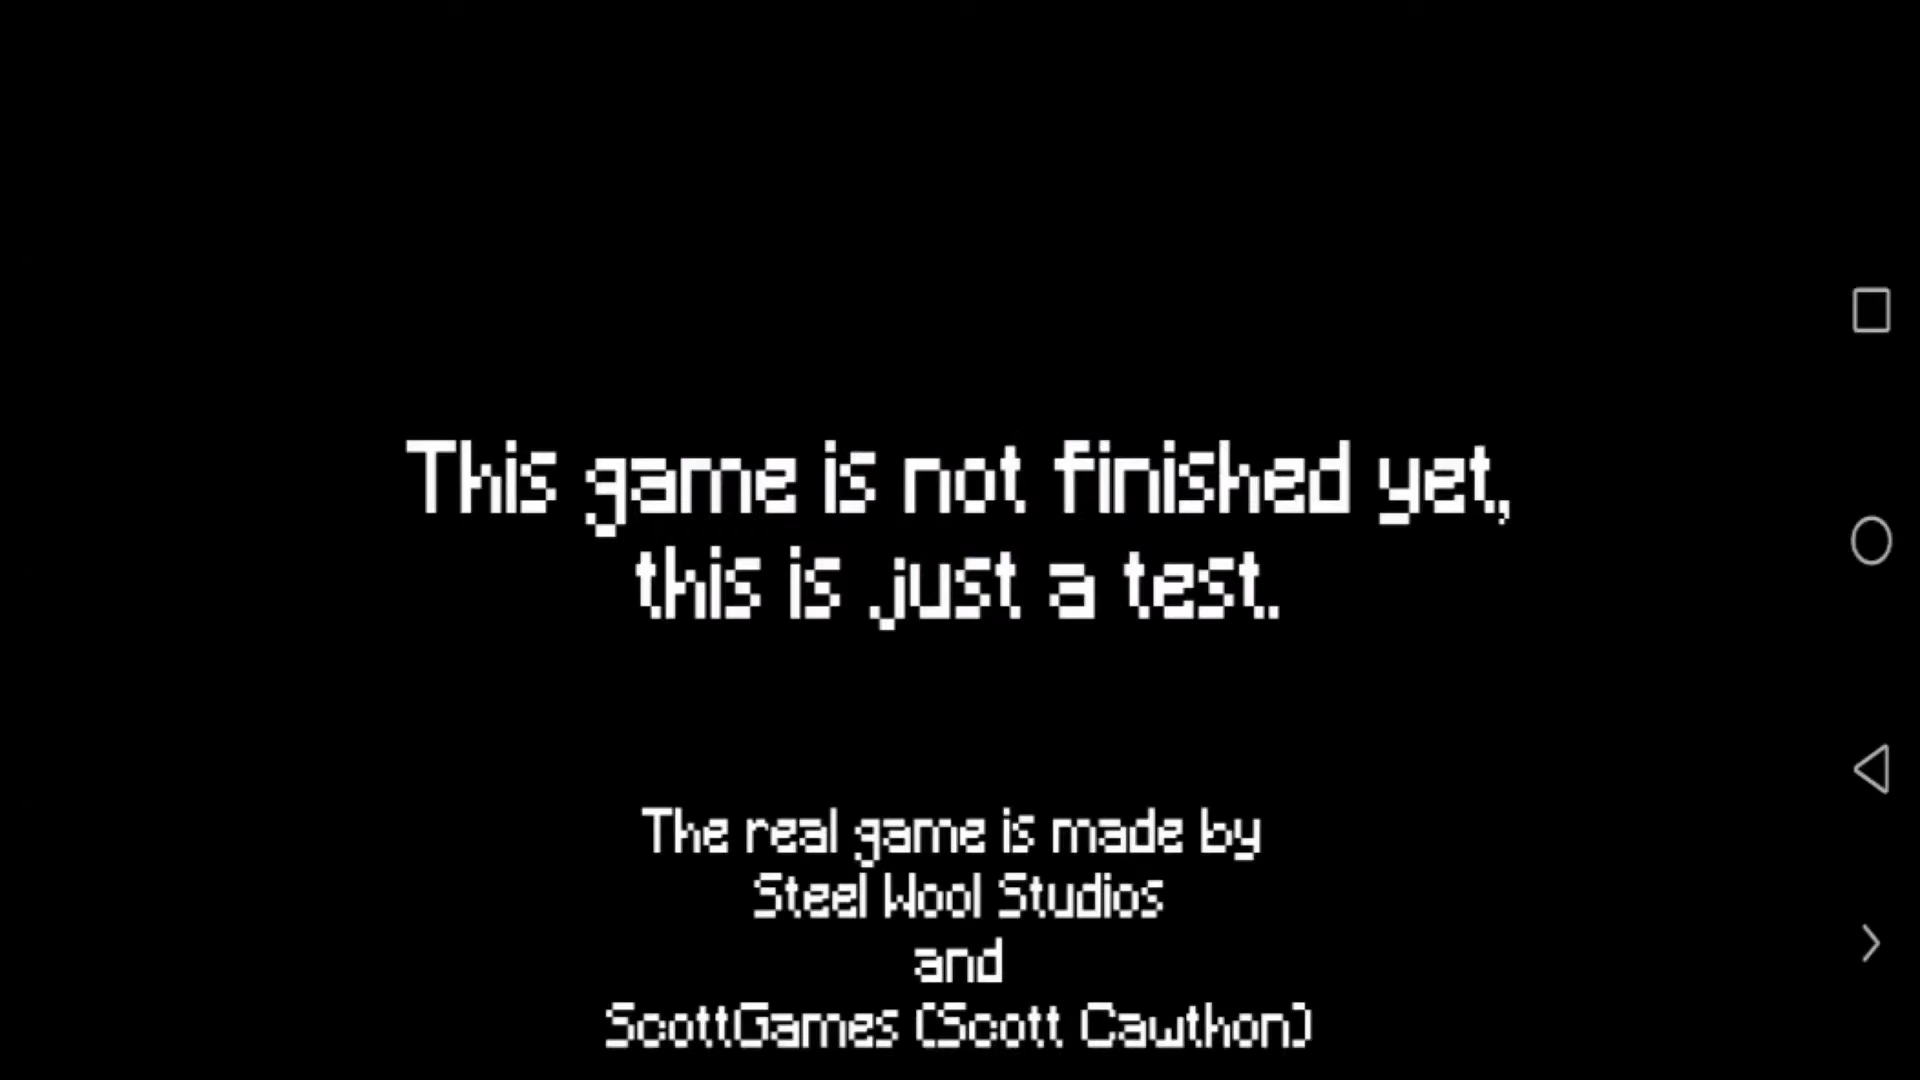 This game is not finished yet,
this is just a test.
The real game is made by
Steel Wool Studios
and
ScottGames (Scott Cawthon)